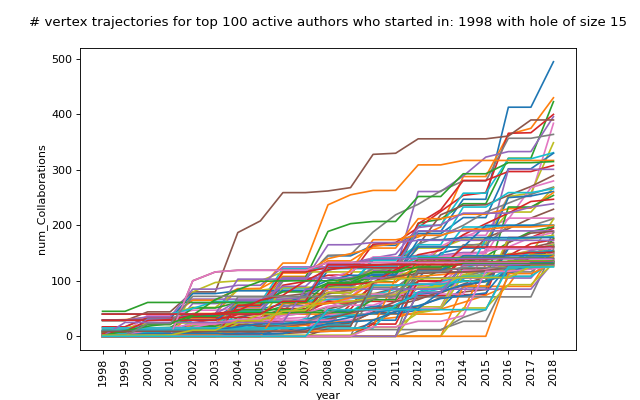 # vertex trajectories for top 100 active authors who started in: 1998 with hole of size 15
500
400
300
200
100
0
num_Collaborations
1998 1999 2000 2001 2002 2003 2004 2005 2006 2007 2008 2009 2010 2011 2012 2013 2014 2015 2016 2017 2018
year